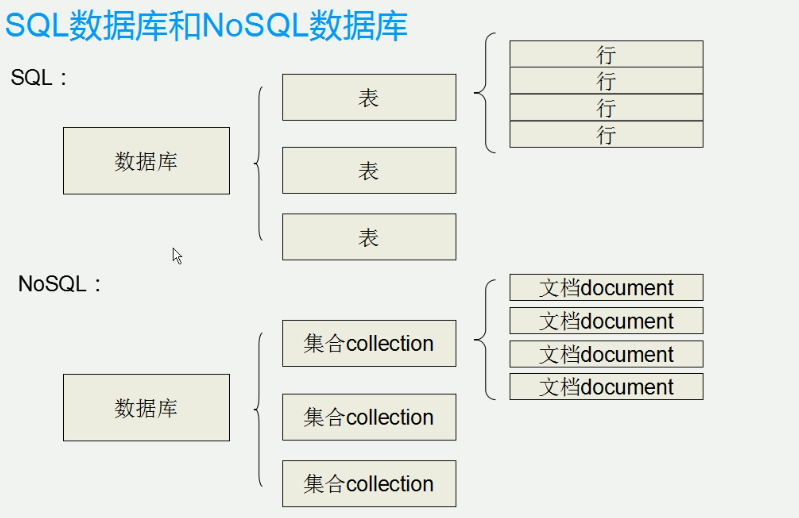 SQL数据库和NoSQL数据库
SQL：
数据库
表
表
表
行
行
行
行
NoSQL：
数据库
集合collection
集合collection
集合collection
文档document
文档document
文档document
文档document